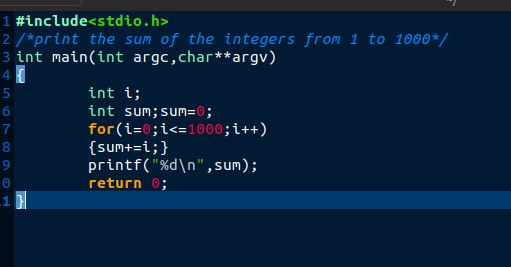 1 #include<stdio.h>
2 /*print the sum of the integers from 1 to 1000*/
3 int main(int argc,char**argv)
4 {
5 int i;
6 int sum;sum=0;
7 for(i=0;i<=1000;i++)
8 {sum+=i;}
9 printf("%d\n",sum);
0 return 0;
1 }